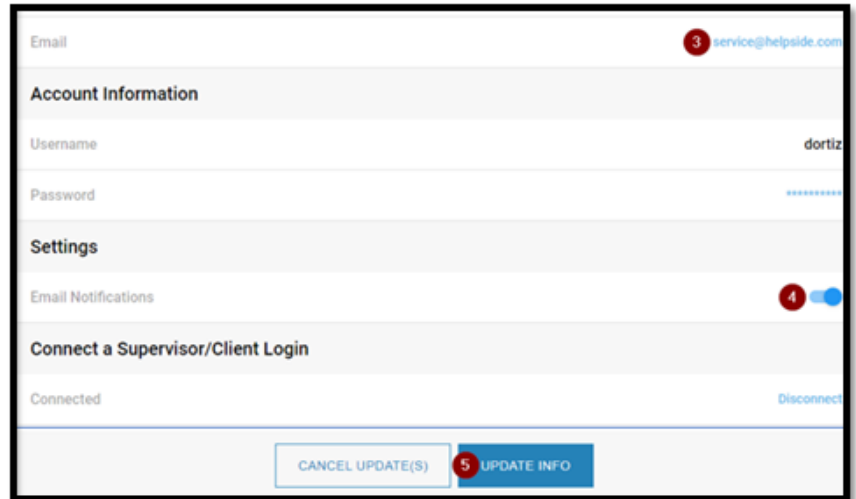 Email 3 service@helpside.com
Account Information
Username dortiz
Password **********
Settings
Email Notifications 4
Connect a Supervisor/Client Login
Connected Disconnect
CANCEL UPDATE(S) 5 UPDATE INFO